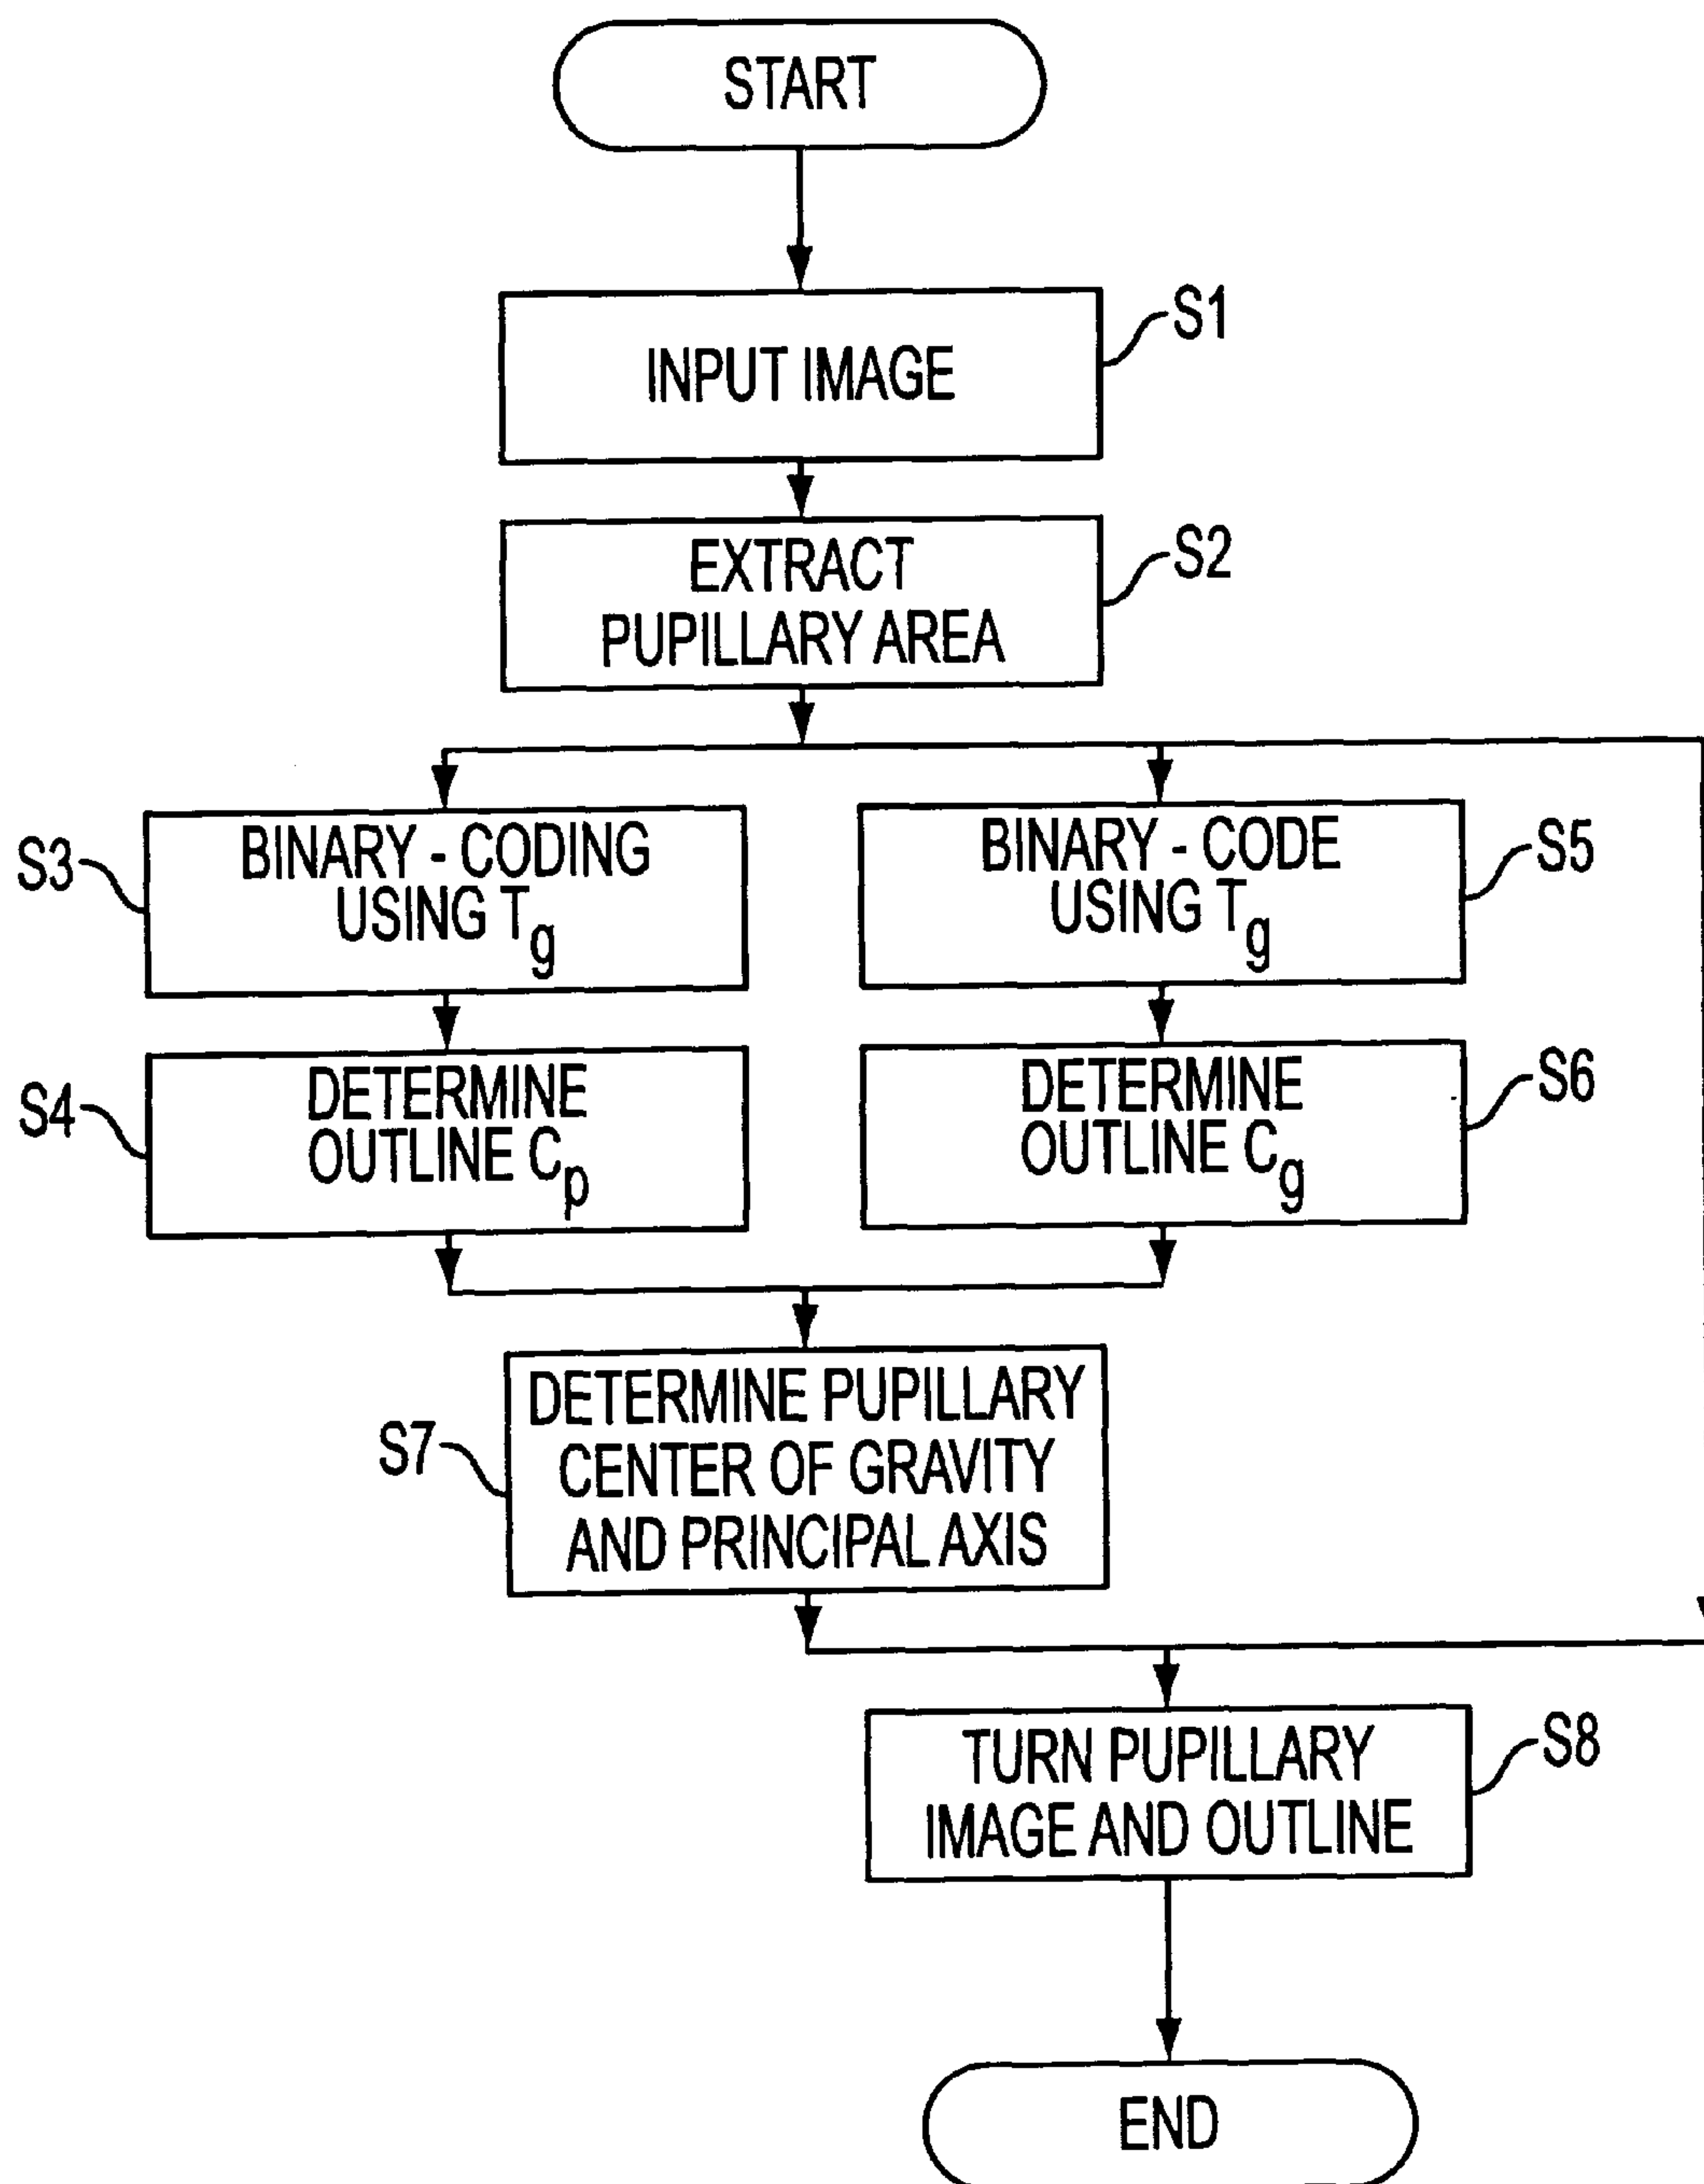 START
INPUT IMAGE
S1
EXTRACT
PUPILLARY AREA
S2
S3
BINARY - CODING
USING Tg
BINARY - CODE
USING Tg
S5
S4
DETERMINE
OUTLINE Cp
DETERMINE
OUTLINE Cg
S6
S7
DETERMINE PUPILLARY
CENTER OF GRAVITY
AND PRINCIPAL AXIS
TURN PUPILLARY
IMAGE AND OUTLINE
S8
END